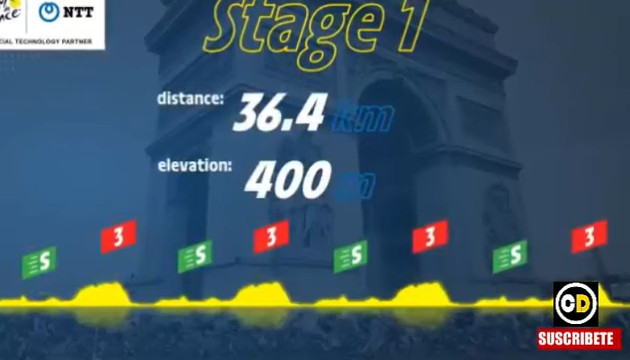 NTT
CIAL TECHNOLOGY PARTNER
Stage 1
distance: 36.4 km
elevation: 400 m
S 3 S 3 S 3 S 3
CD
SUSCRIBETE